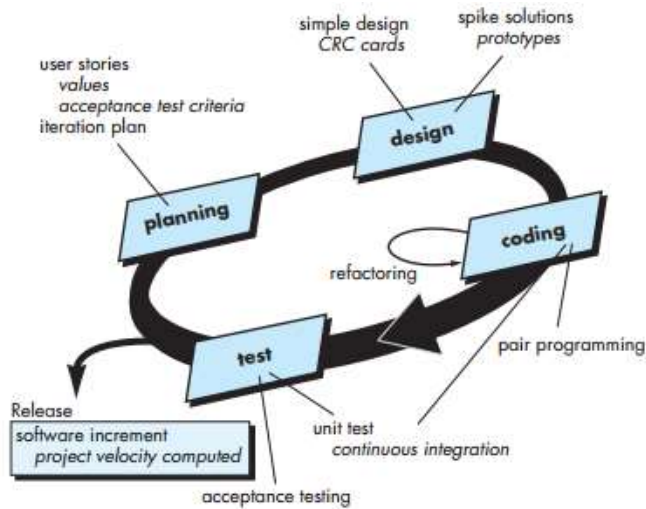 simple design
CRC cards
spike solutions
prototypes
user stories
values
acceptance test criteria
iteration plan
design
planning
coding
refactoring
pair programming
test
unit test
continuous integration
Release
software increment
project velocity computed
acceptance testing